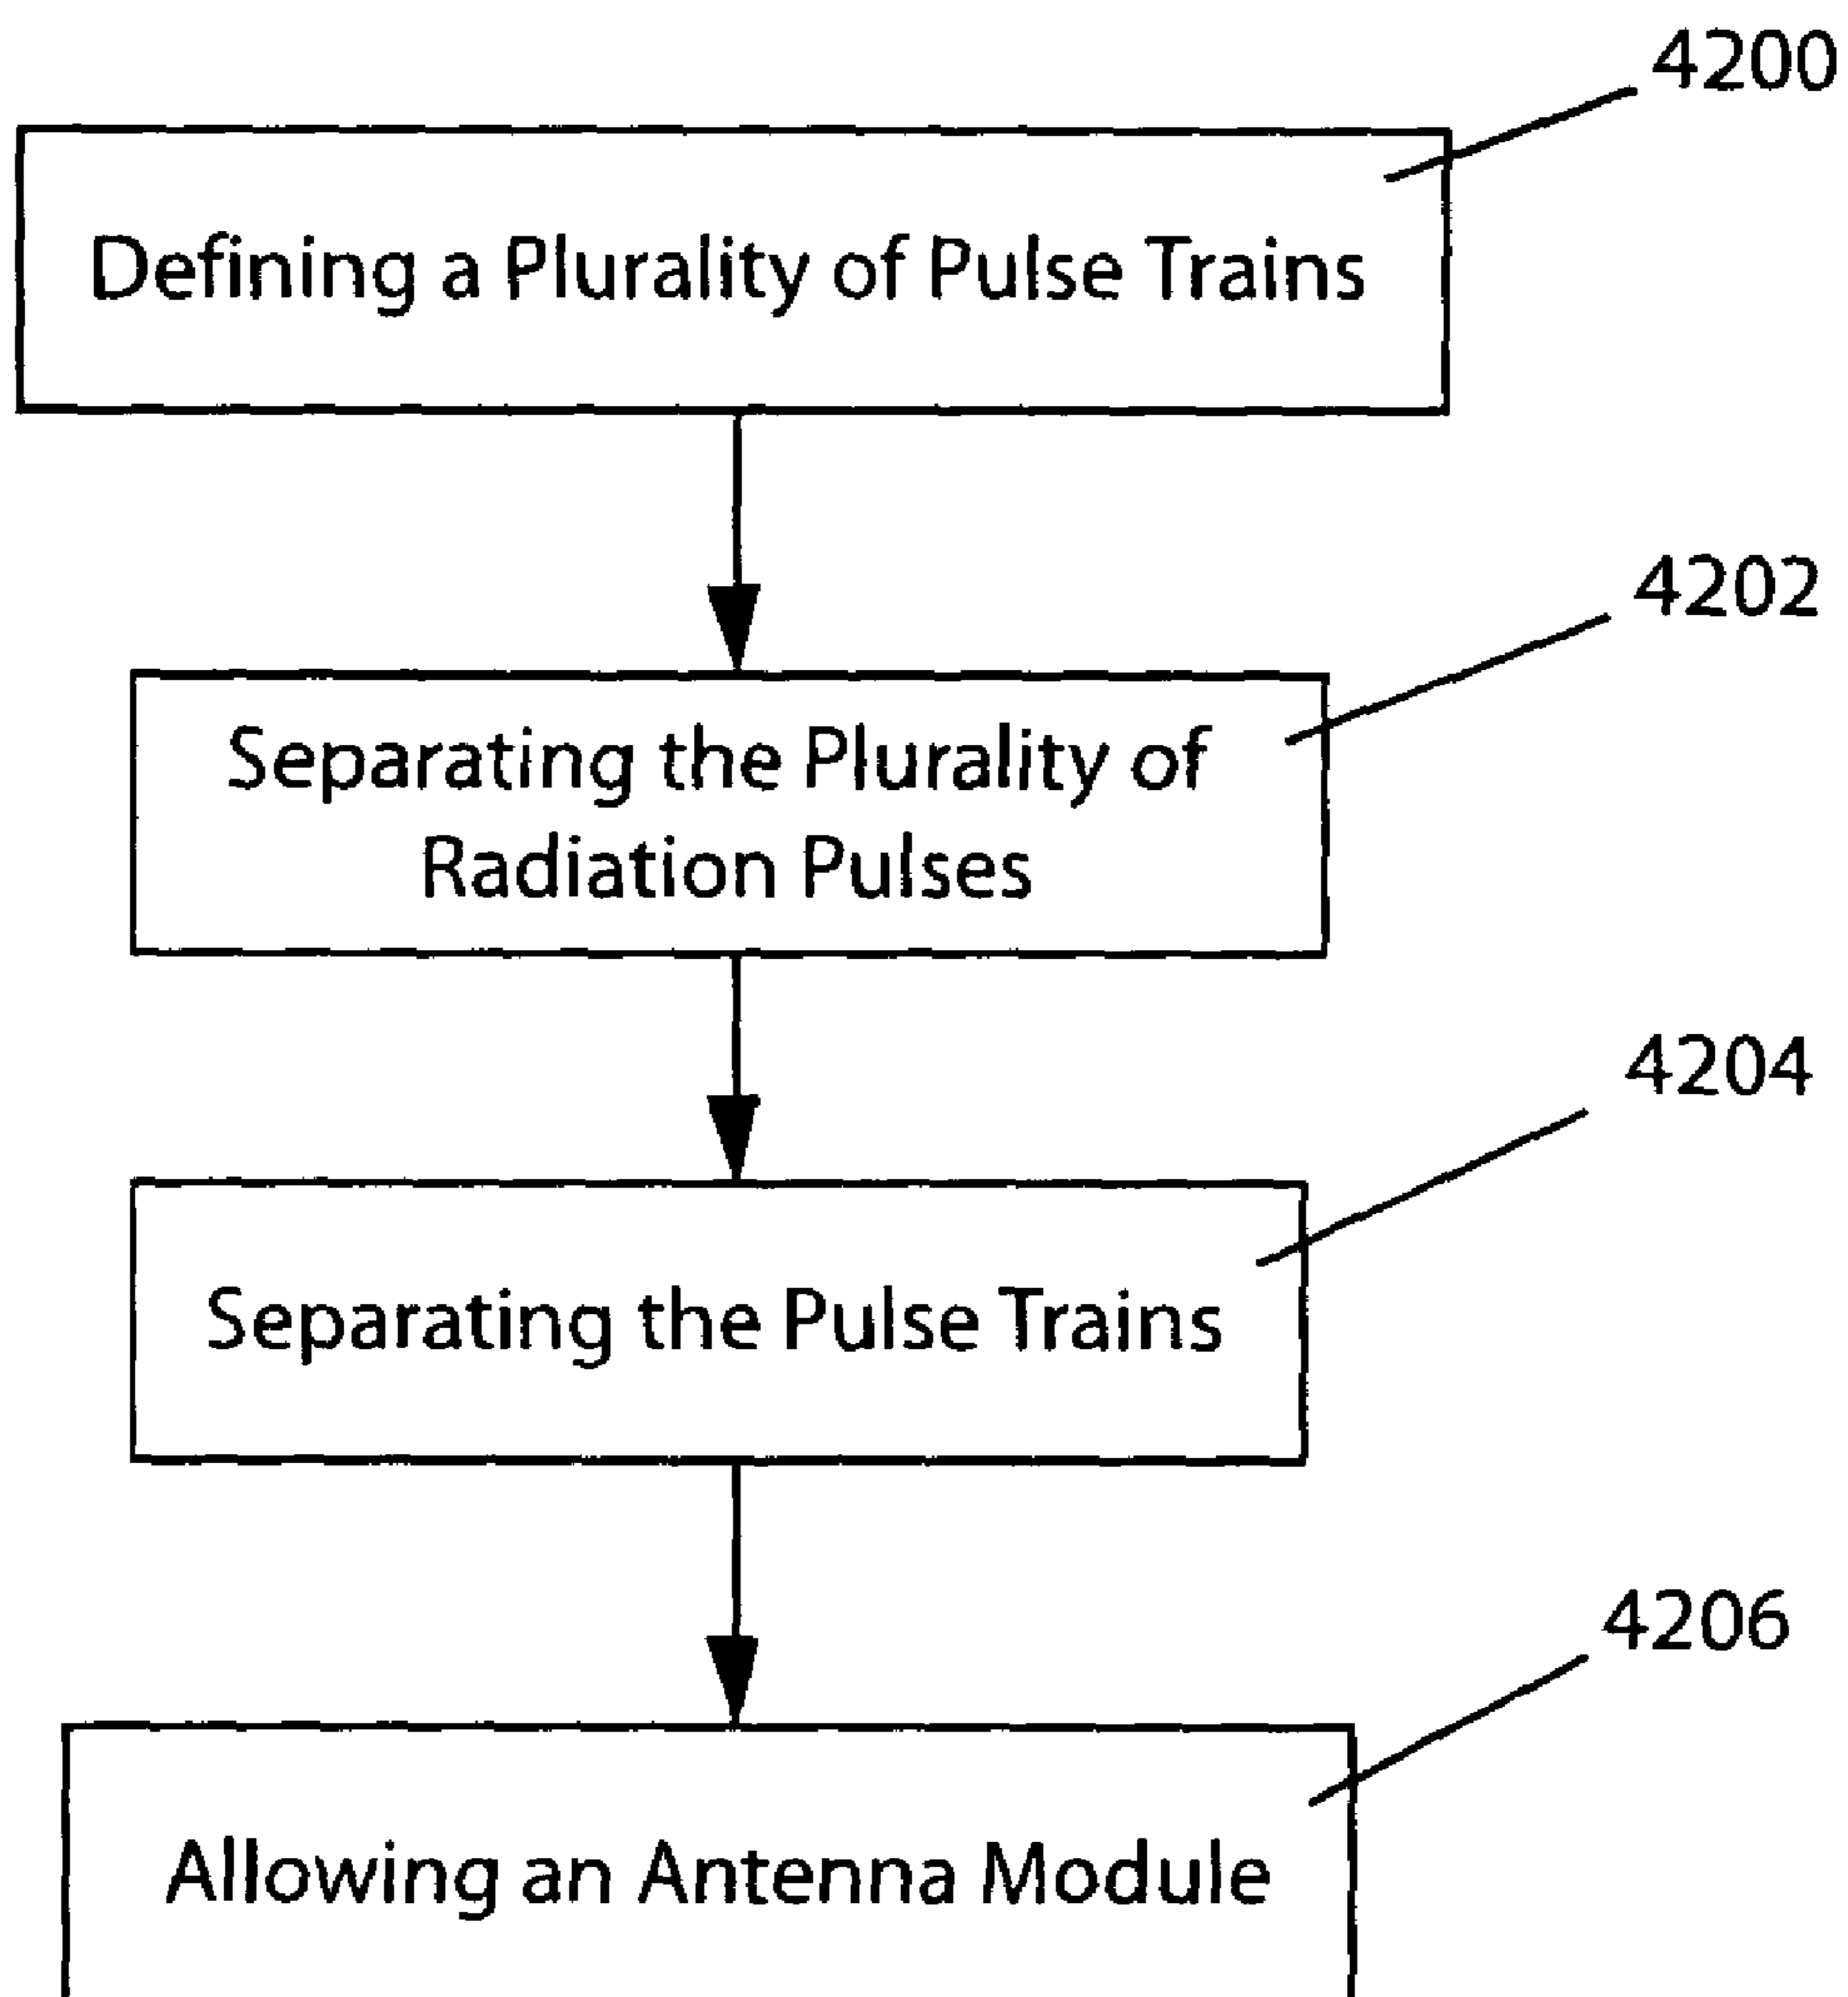 4200
Defining a Plurality of Pulse Trains
4202
Separating the Plurality of
Radiation Pulses
4204
Separating the Pulse Trains
4206
Allowing an Antenna Module